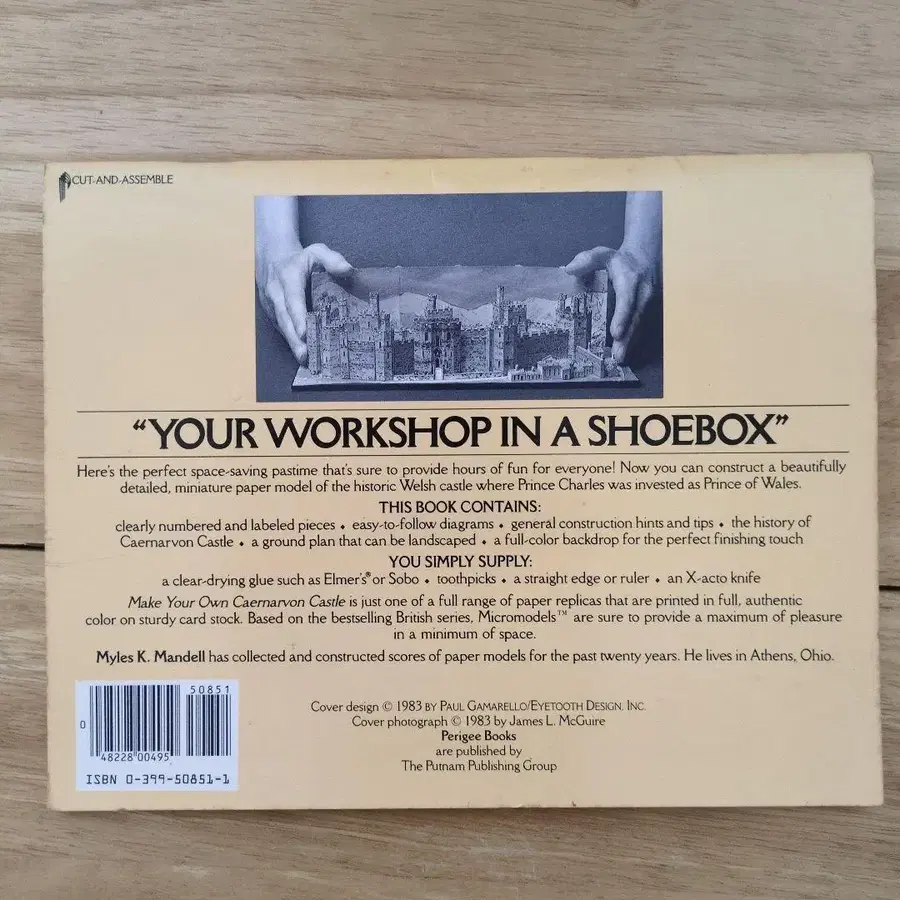 CUT-AND-ASSEMBLE
“YOUR WORKSHOP IN A SHOEBOX”
Here's the perfect space-saving pastime that's sure to provide hours of fun for everyone! Now you can construct a beautifully
detailed, miniature paper model of the historic Welsh castle where Prince Charles was invested as Prince of Wales.
THIS BOOK CONTAINS:
clearly numbered and labeled pieces • easy-to-follow diagrams • general construction hints and tips • the history of
Caernarvon Castle • a ground plan that can be landscaped • a full-color backdrop for the perfect finishing touch
YOU SIMPLY SUPPLY:
a clear-drying glue such as Elmer's® or Sobo • toothpicks • a straight edge or ruler • an X-acto knife
Make Your Own Caernarvon Castle is just one of a full range of paper replicas that are printed in full, authentic
color on sturdy card stock. Based on the bestselling British series, Micromodels™ are sure to provide a maximum of pleasure
in a minimum of space.
Myles K. Mandell has collected and constructed scores of paper models for the past twenty years. He lives in Athens, Ohio.
50851
0
48228 00495
ISBN 0-399-50851-1
Cover design © 1983 BY PAUL GAMARELLO/EYETOOTH DESIGN, INC.
Cover photograph © 1983 by James L. McGuire
Perigee Books
are published by
The Putnam Publishing Group